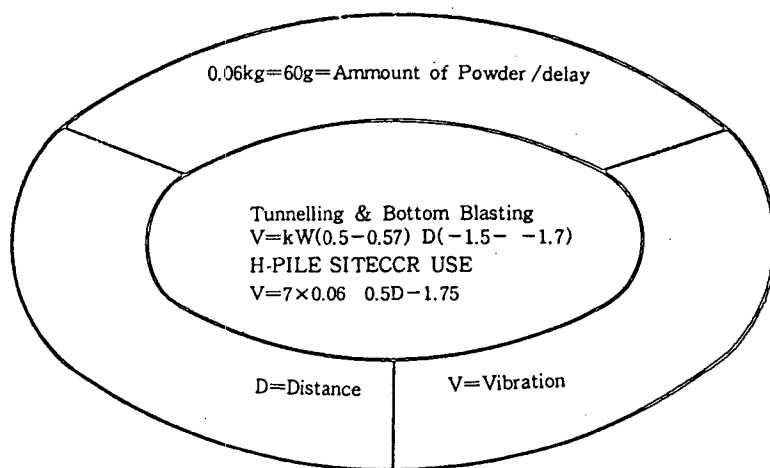 0.06kg=60g=Ammount of Powder/delay
Tunnelling & Bottom Blasting
V=kW(0.5-0.57) D(-1.5- -1.7)
H-PILE SITECCR USE
V=7×0.06 0.5D-1.75
D=Distance
V=Vibration